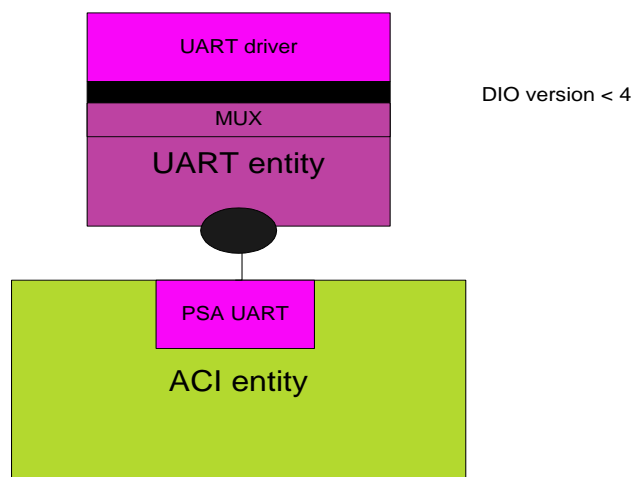 UART driver
DIO version < 4
MUX
UART entity
PSA UART
ACI entity